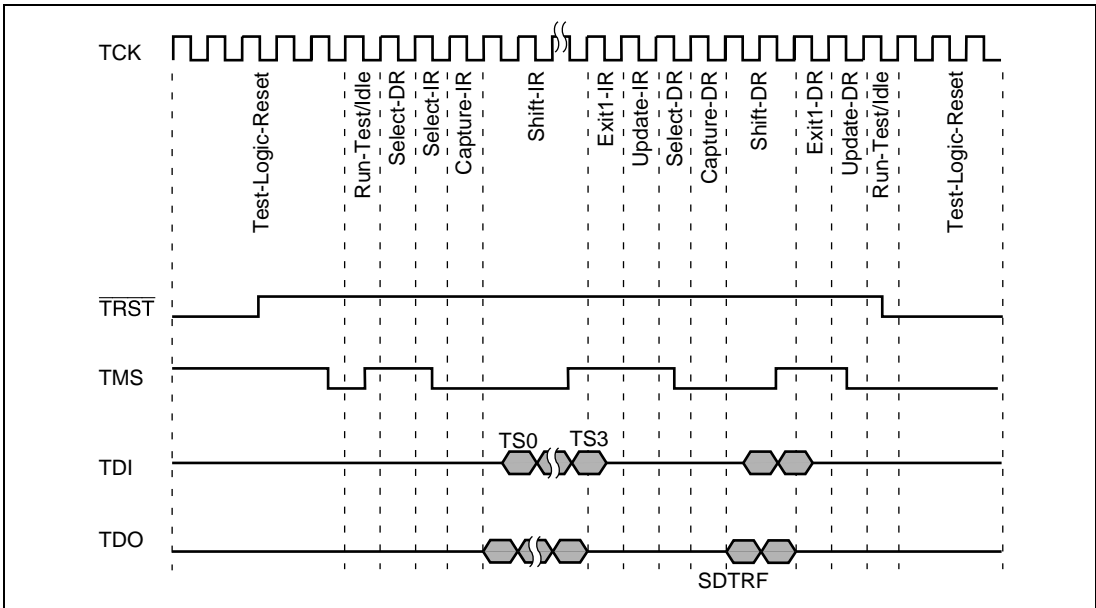 TCK
Test-Logic-Reset
Run-Test/Idle
Select-DR
Select-IR
Capture-IR
Shift-IR
Exit1-IR
Update-IR
Select-DR
Capture-DR
Shift-DR
Exit1-DR
Update-DR
Run-Test/Idle
Test-Logic-Reset
TRST
TMS
TS0 TS3
TDI
TDO
SDTRF